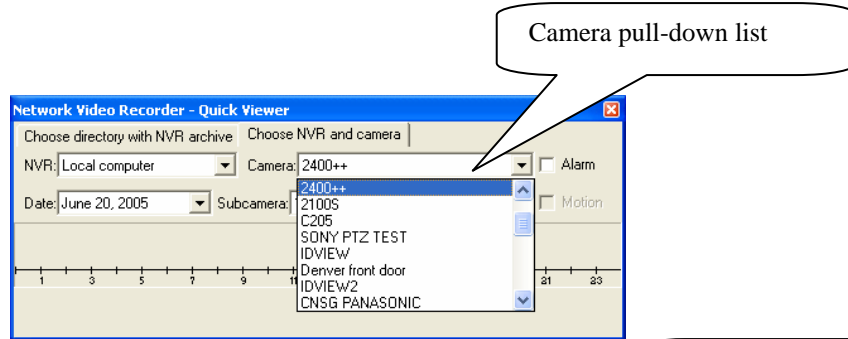 Camera pull-down list
Network Video Recorder - Quick Viewer
Choose directory with NVR archive Choose NVR and camera
NVR: Local computer Camera: 2400++ Alarm
Date: June 20, 2005 Subcamera: Motion
2400++
2100S
C205
SONY PTZ TEST
IDVIEW
Denver front door
IDVIEW2
CNSG PANASONIC
1 3 5 7 9 21 23